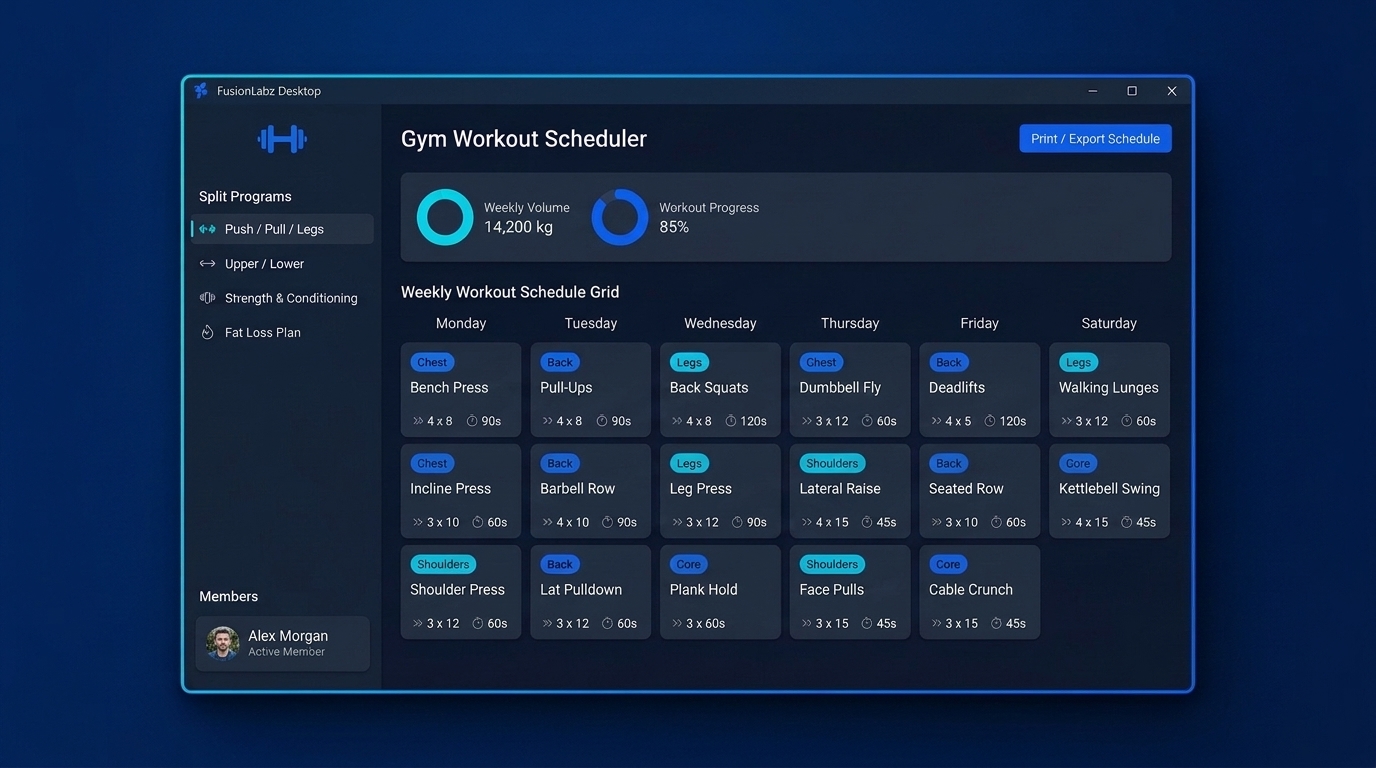 FusionLabz Desktop
Split Programs
Push / Pull / Legs
Upper / Lower
Strength & Conditioning
Fat Loss Plan
Members
Alex Morgan
Active Member
Gym Workout Scheduler
Print / Export Schedule
Weekly Volume
14,200 kg
Workout Progress
85%
Weekly Workout Schedule Grid
Monday
Tuesday
Wednesday
Thursday
Friday
Saturday
Chest
Bench Press
4 x 8 90s
Back
Pull-Ups
4 x 8 90s
Legs
Back Squats
4 x 8 120s
Chest
Dumbbell Fly
3 x 12 60s
Back
Deadlifts
4 x 5 120s
Legs
Walking Lunges
3 x 12 60s
Chest
Incline Press
3 x 10 60s
Back
Barbell Row
4 x 10 90s
Legs
Leg Press
3 x 12 90s
Shoulders
Lateral Raise
4 x 15 45s
Back
Seated Row
3 x 10 60s
Core
Kettlebell Swing
4 x 15 45s
Shoulders
Shoulder Press
3 x 12 60s
Back
Lat Pulldown
3 x 12 60s
Core
Plank Hold
3 x 60s
Shoulders
Face Pulls
3 x 15 45s
Core
Cable Crunch
3 x 15 45s